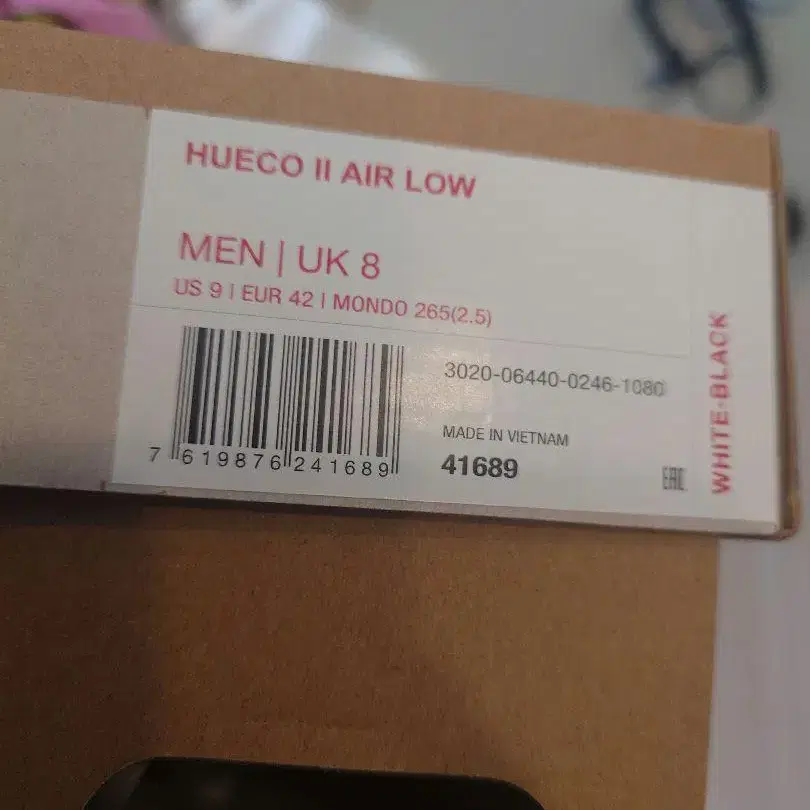 HUECO II AIR LOW
MEN | UK 8
US 9 | EUR 42 | MONDO 265(2.5)
3020-06440-0246-1080
MADE IN VIETNAM
41689
7 619876 241689
EAC
WHITE-BLACK